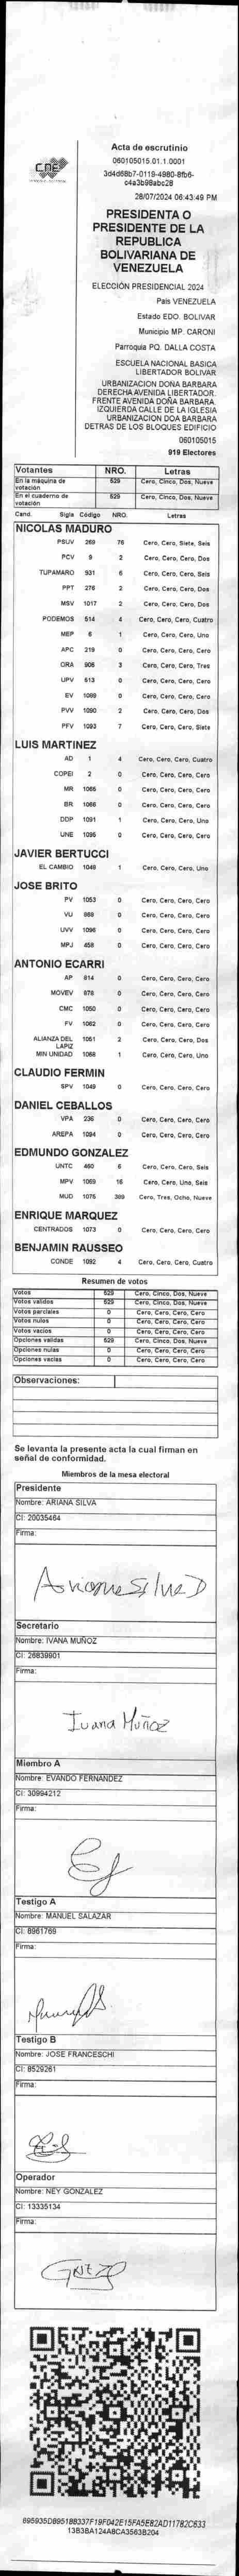 CNE
Acta de escrutinio
060105015.01.1.0001
3d4d68b7-0119-4980-8fb6-
c4a3b98abc28
28/07/2024 06:43:49 PM
PRESIDENTA O
PRESIDENTE DE LA
REPUBLICA
BOLIVARIANA DE
VENEZUELA
ELECCIÓN PRESIDENCIAL 2024
País VENEZUELA
Estado EDO. BOLIVAR
Municipio MP. CARONI
Parroquia PQ. DALLA COSTA
ESCUELA NACIONAL BASICA
LIBERTADOR BOLIVAR
URBANIZACION DOÑA BARBARA
DERECHA AVENIDA LIBERTADOR.
FRENTE AVENIDA DOÑA BARBARA.
IZQUIERDA CALLE DE LA IGLESIA
URBANIZACION DOA BARBARA
DETRAS DE LOS BLOQUES EDIFICIO
060105015
919 Electores
Votantes NRO. Letras
En la máquina de votación 529 Cero, Cinco, Dos, Nueve
En el cuaderno de votación 529 Cero, Cinco, Dos, Nueve
Cand. Sigla Código NRO. Letras
NICOLAS MADURO
PSUV 269 76 Cero, Cero, Siete, Seis
PCV 9 2 Cero, Cero, Cero, Dos
TUPAMARO 931 6 Cero, Cero, Cero, Seis
PPT 276 2 Cero, Cero, Cero, Dos
MSV 1017 2 Cero, Cero, Cero, Dos
PODEMOS 514 4 Cero, Cero, Cero, Cuatro
MEP 6 1 Cero, Cero, Cero, Uno
APC 219 0 Cero, Cero, Cero, Cero
ORA 906 3 Cero, Cero, Cero, Tres
UPV 513 0 Cero, Cero, Cero, Cero
EV 1089 0 Cero, Cero, Cero, Cero
PVV 1090 2 Cero, Cero, Cero, Dos
PFV 1093 7 Cero, Cero, Cero, Siete
LUIS MARTINEZ
AD 1 4 Cero, Cero, Cero, Cuatro
COPEI 2 0 Cero, Cero, Cero, Cero
MR 1065 0 Cero, Cero, Cero, Cero
BR 1066 0 Cero, Cero, Cero, Cero
DDP 1091 1 Cero, Cero, Cero, Uno
UNE 1095 0 Cero, Cero, Cero, Cero
JAVIER BERTUCCI
EL CAMBIO 1048 1 Cero, Cero, Cero, Uno
JOSE BRITO
PV 1053 0 Cero, Cero, Cero, Cero
VU 868 0 Cero, Cero, Cero, Cero
UVV 1096 0 Cero, Cero, Cero, Cero
MPJ 458 0 Cero, Cero, Cero, Cero
ANTONIO ECARRI
AP 814 0 Cero, Cero, Cero, Cero
MOVEV 878 0 Cero, Cero, Cero, Cero
CMC 1050 0 Cero, Cero, Cero, Cero
FV 1062 0 Cero, Cero, Cero, Cero
ALIANZA DEL LAPIZ 1051 2 Cero, Cero, Cero, Dos
MIN UNIDAD 1068 1 Cero, Cero, Cero, Uno
CLAUDIO FERMIN
SPV 1049 0 Cero, Cero, Cero, Cero
DANIEL CEBALLOS
VPA 236 0 Cero, Cero, Cero, Cero
AREPA 1094 0 Cero, Cero, Cero, Cero
EDMUNDO GONZALEZ
UNTC 460 6 Cero, Cero, Cero, Seis
MPV 1069 16 Cero, Cero, Uno, Seis
MUD 1075 389 Cero, Tres, Ocho, Nueve
ENRIQUE MARQUEZ
CENTRADOS 1073 0 Cero, Cero, Cero, Cero
BENJAMIN RAUSSEO
CONDE 1092 4 Cero, Cero, Cero, Cuatro
Resumen de votos
Votos 529 Cero, Cinco, Dos, Nueve
Votos validos 529 Cero, Cinco, Dos, Nueve
Votos parciales 0 Cero, Cero, Cero, Cero
Votos nulos 0 Cero, Cero, Cero, Cero
Votos vacios 0 Cero, Cero, Cero, Cero
Opciones validas 529 Cero, Cinco, Dos, Nueve
Opciones nulas 0 Cero, Cero, Cero, Cero
Opciones vacias 0 Cero, Cero, Cero, Cero
Observaciones:
Se levanta la presente acta la cual firman en
señal de conformidad.
Miembros de la mesa electoral
Presidente
Nombre: ARIANA SILVA
CI: 20035464
Firma:
Ariana Silva D
Secretario
Nombre: IVANA MUÑOZ
CI: 26839901
Firma:
Ivana Muñoz
Miembro A
Nombre: EVANDO FERNANDEZ
CI: 30994212
Firma:
Testigo A
Nombre: MANUEL SALAZAR
CI: 8961769
Firma:
Testigo B
Nombre: JOSE FRANCESCHI
CI: 8529261
Firma:
Operador
Nombre: NEY GONZALEZ
CI: 13335134
Firma:
895935D895188337F19F042E15FA5E82AD11782C633
13B3BA124A8CA3563B204